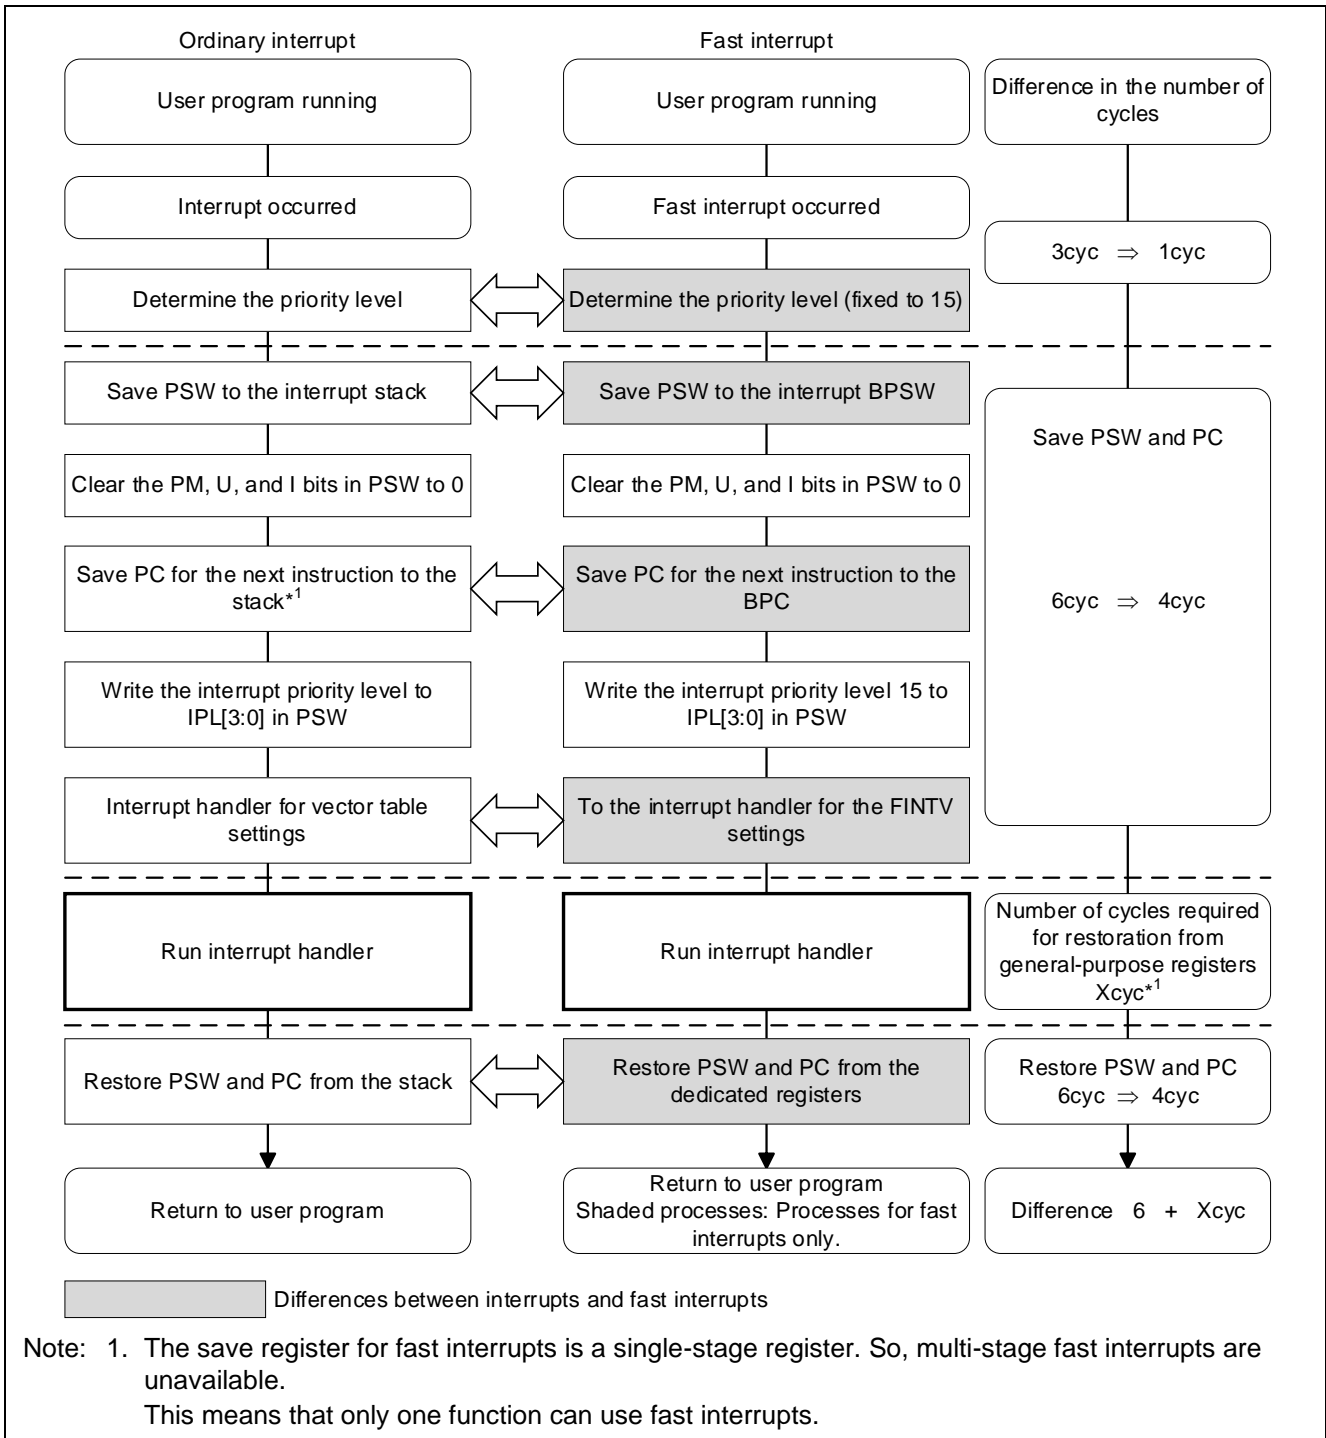 Ordinary interrupt
Fast interrupt
User program running
User program running
Difference in the number of
cycles
Interrupt occurred
Fast interrupt occurred
3cyc ⇒ 1cyc
Determine the priority level
Determine the priority level (fixed to 15)
Save PSW to the interrupt stack
Save PSW to the interrupt BPSW
Save PSW and PC
Clear the PM, U, and I bits in PSW to 0
Clear the PM, U, and I bits in PSW to 0
Save PC for the next instruction to the
stack*1
Save PC for the next instruction to the
BPC
6cyc ⇒ 4cyc
Write the interrupt priority level to
IPL[3:0] in PSW
Write the interrupt priority level 15 to
IPL[3:0] in PSW
Interrupt handler for vector table
settings
To the interrupt handler for the FINTV
settings
Run interrupt handler
Run interrupt handler
Number of cycles required
for restoration from
general-purpose registers
Xcyc*1
Restore PSW and PC from the stack
Restore PSW and PC from the
dedicated registers
Restore PSW and PC
6cyc ⇒ 4cyc
Return to user program
Return to user program
Shaded processes: Processes for fast
interrupts only.
Difference 6 + Xcyc
Differences between interrupts and fast interrupts
Note: 1. The save register for fast interrupts is a single-stage register. So, multi-stage fast interrupts are
unavailable.
This means that only one function can use fast interrupts.